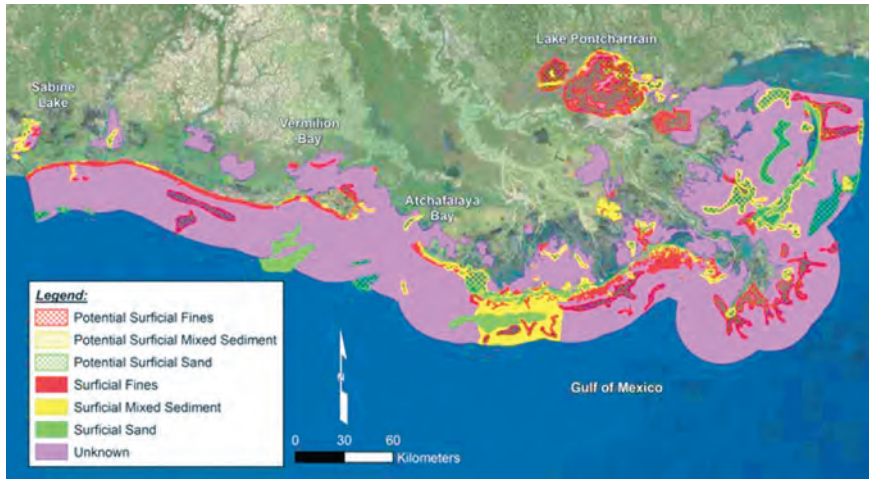 Lake Pontchartrain
Sabine
Lake
Vermilion
Bay
Atchafalaya
Bay
Legend:
Potential Surficial Fines
Potential Surficial Mixed Sediment
Potential Surficial Sand
Surficial Fines
Surficial Mixed Sediment
Surficial Sand
Unknown
N
Gulf of Mexico
0 30 60
Kilometers